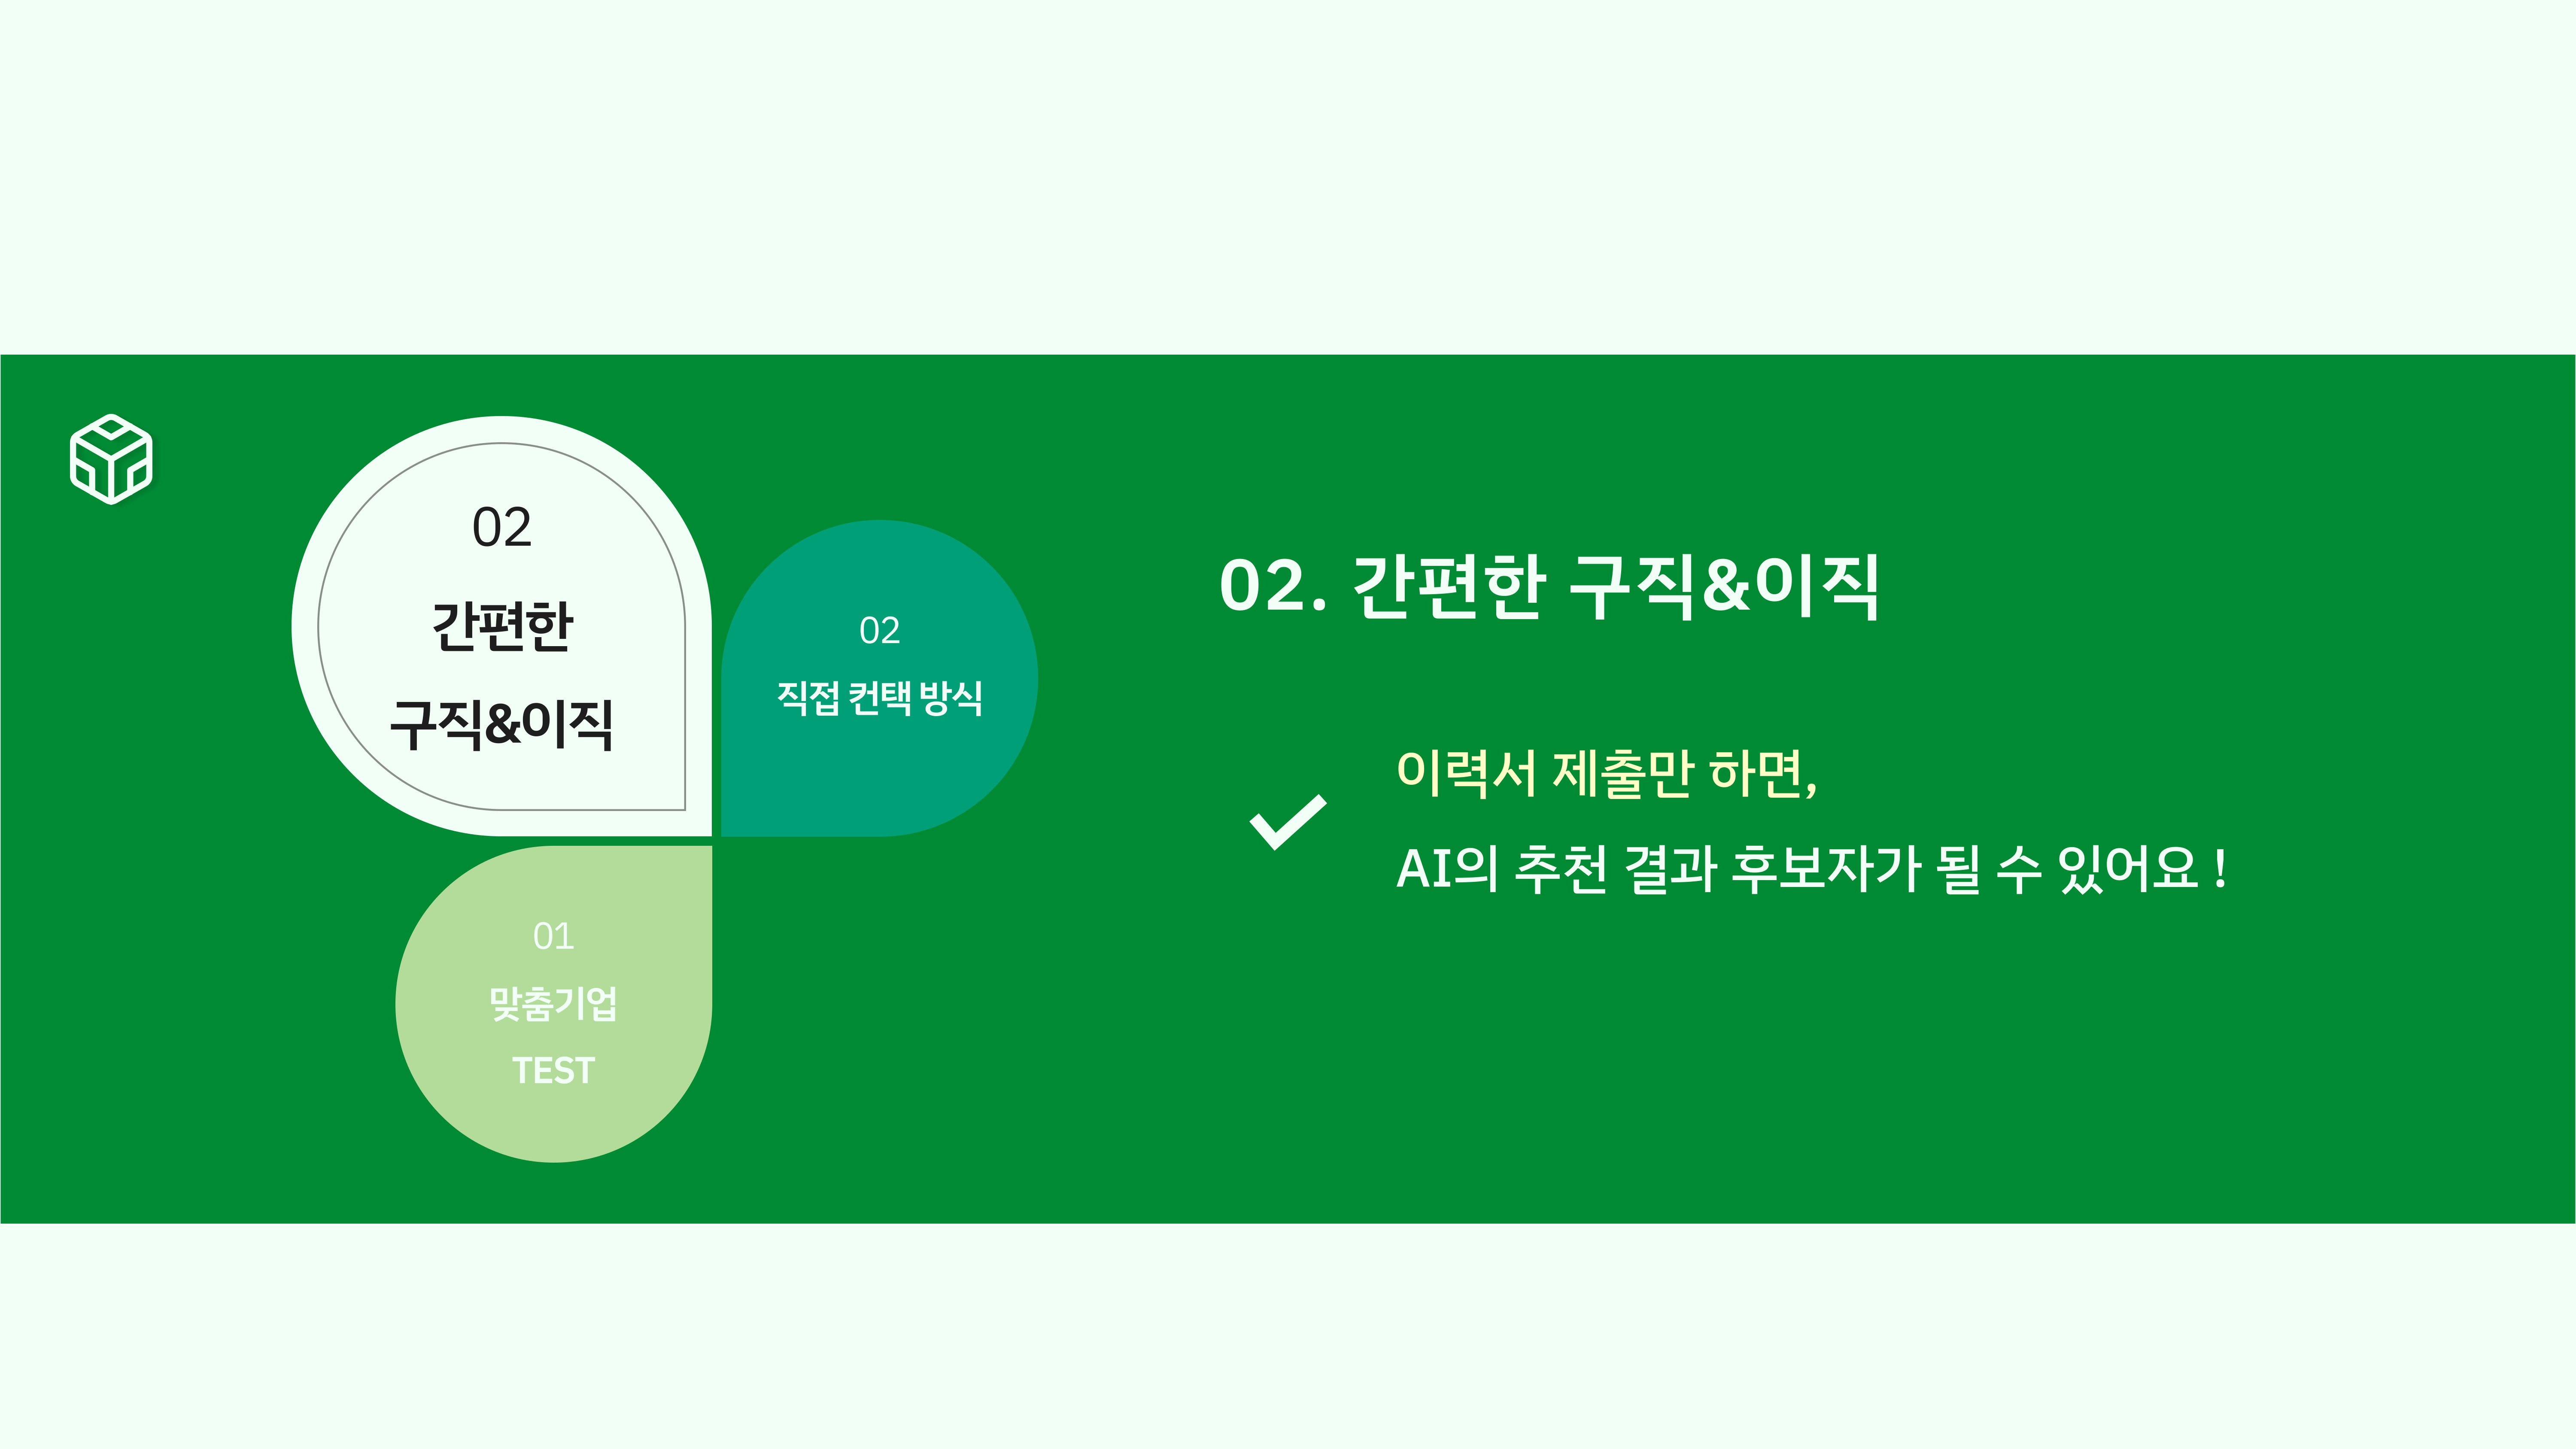 02
간편한
구직&이직
02
직접 컨택 방식
01
맞춤기업
TEST
02. 간편한 구직&이직
이력서 제출만 하면,
AI의 추천 결과 후보자가 될 수 있어요 !